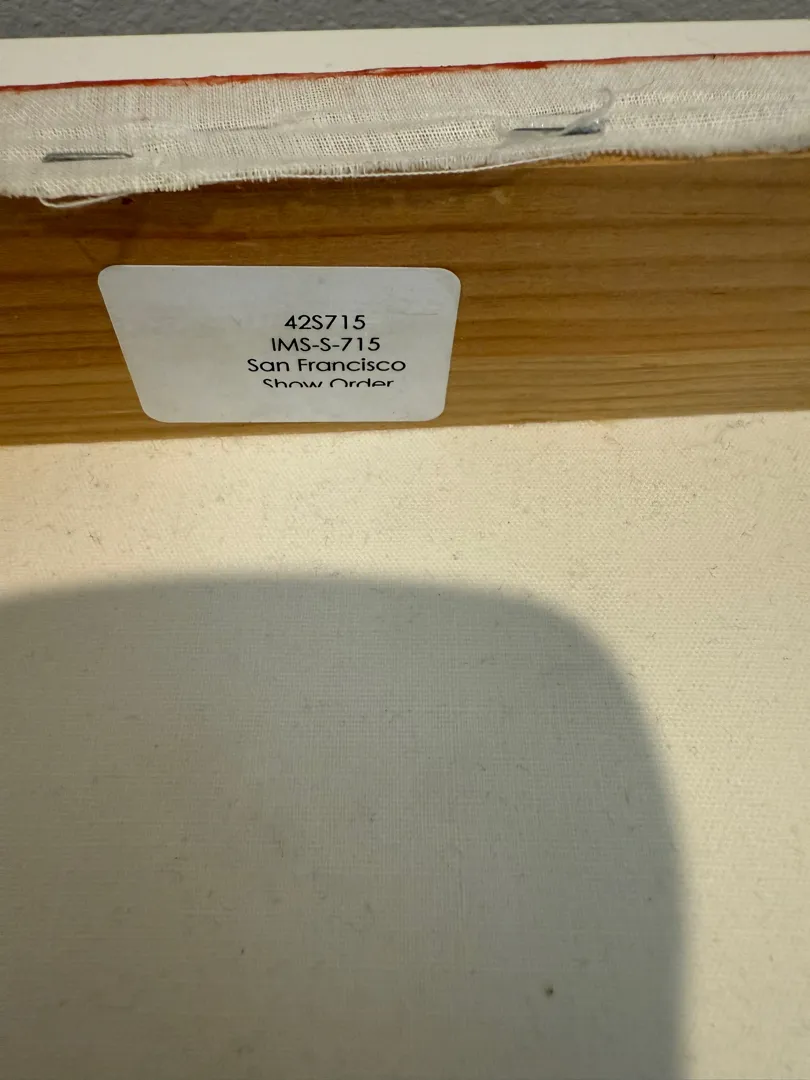 42S715
IMS-S-715
San Francisco
Show Order